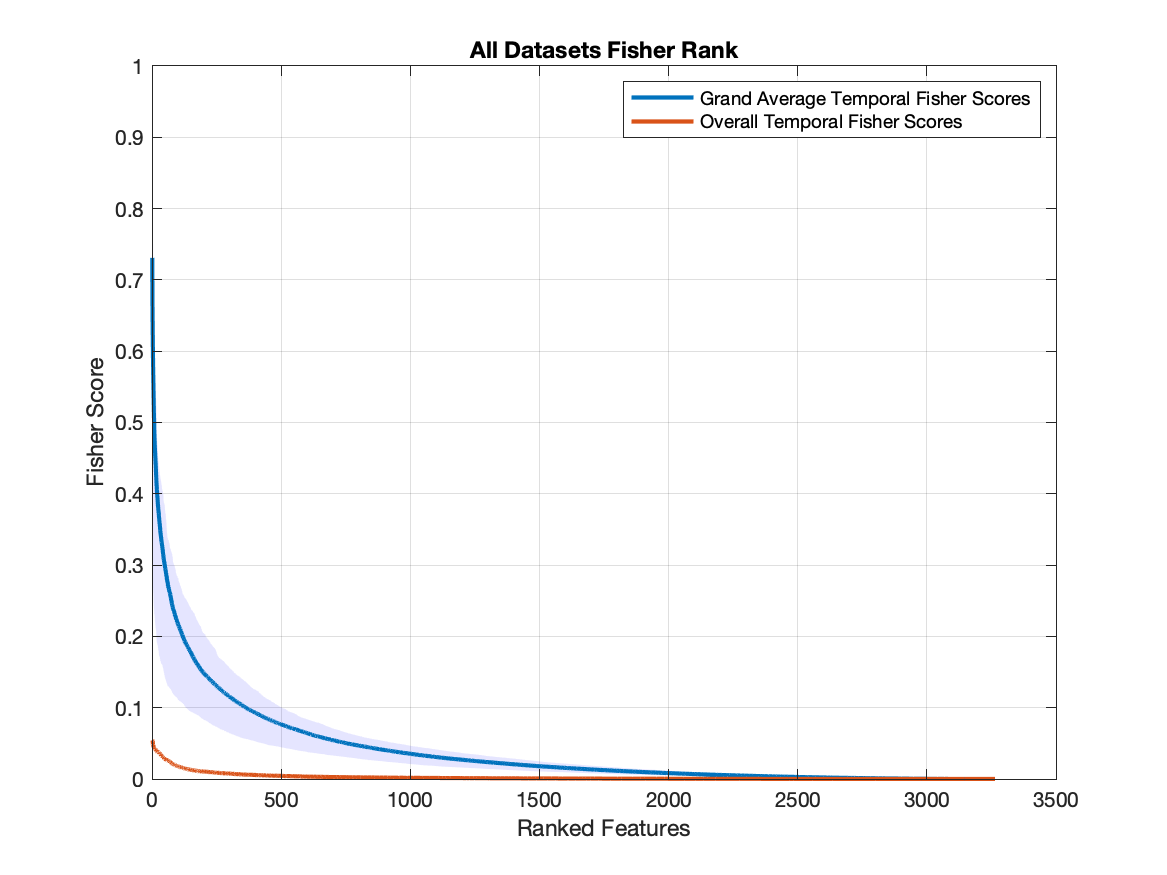 All Datasets Fisher Rank
Grand Average Temporal Fisher Scores
Overall Temporal Fisher Scores
1
0.9
0.8
0.7
0.6
0.5
0.4
0.3
0.2
0.1
0
Fisher Score
0 500 1000 1500 2000 2500 3000 3500
Ranked Features